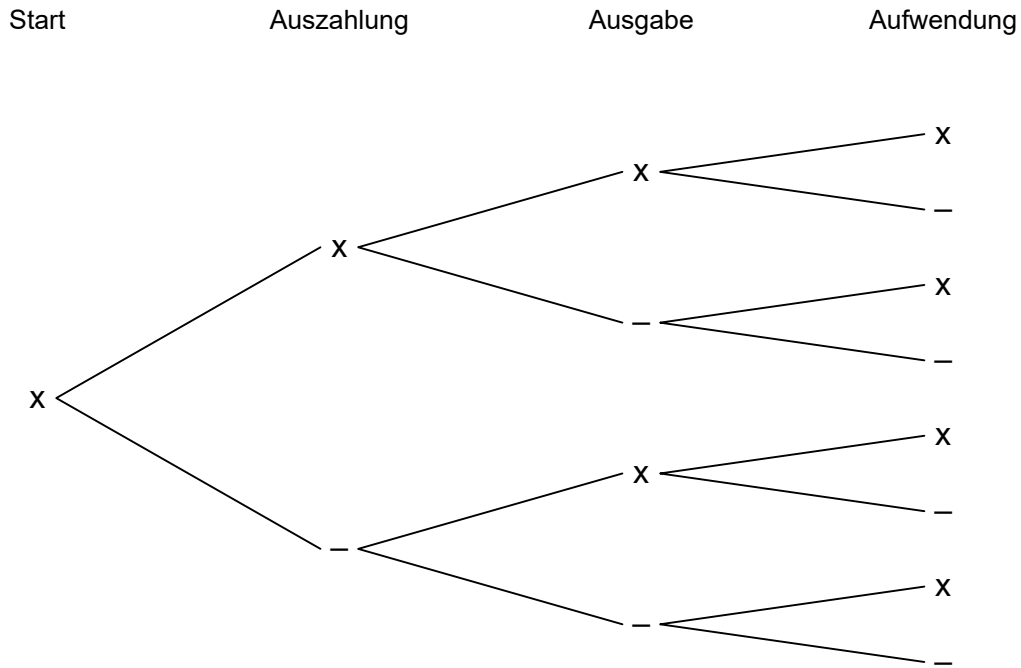 Start Auszahlung Ausgabe Aufwendung
x
x x
–
x
– x
–
x
x x
–
–
– x
–